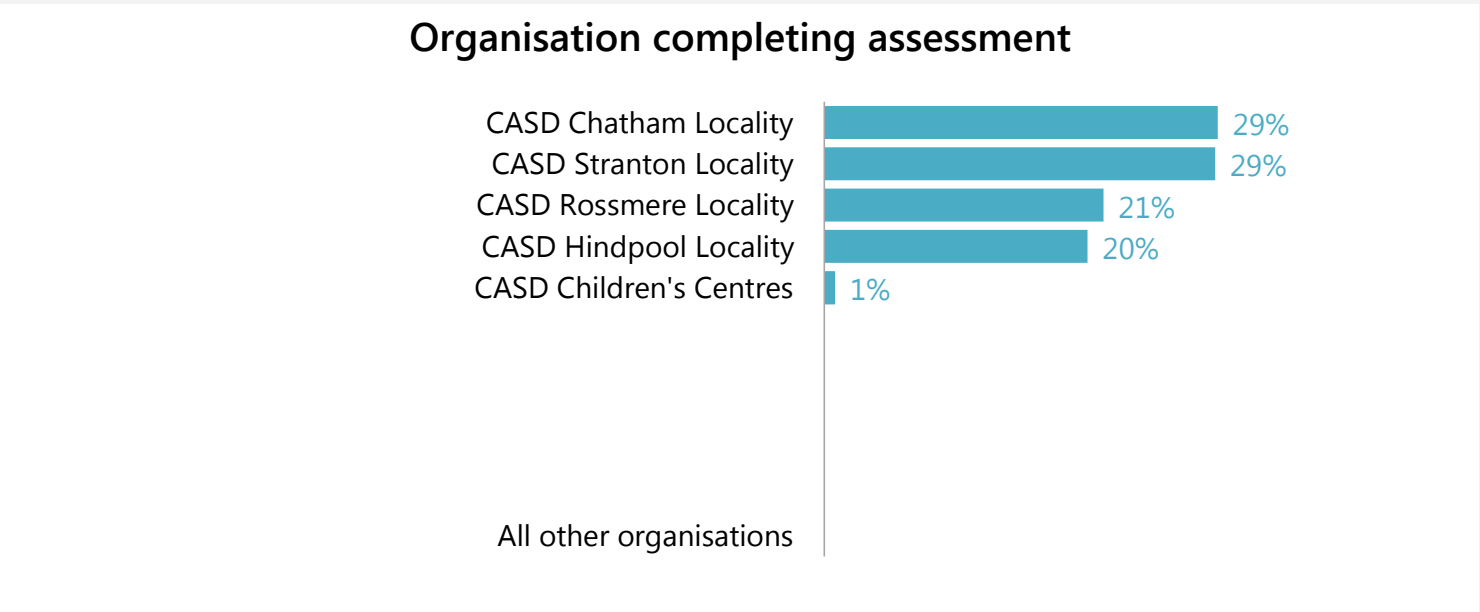 Organisation completing assessment
CASD Chatham Locality 29%
CASD Stranton Locality 29%
CASD Rossmere Locality 21%
CASD Hindpool Locality 20%
CASD Children's Centres 1%
All other organisations